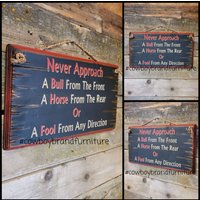 Never Approach
A Bull From The Front
A Horse From The Rear
Or
A Fool From Any Direction
#cowboybrandfurniture
Never Approach
A Bull From The Front
A Horse From The Rear
Or
A Fool From Any Direction
#cowboybrandfurniture
Never Approach
A Bull From The Front
A Horse From The Rear
Or
A Fool From Any Direction
#cowboybrandfurniture